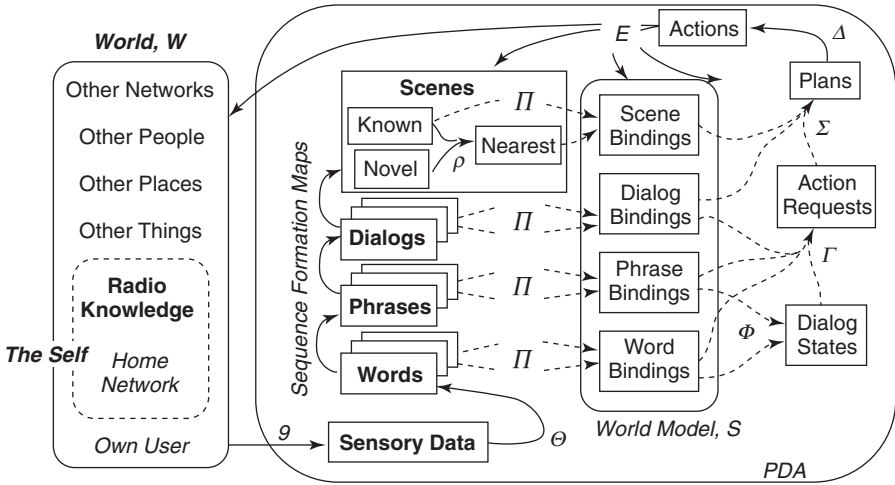 World, W
Other Networks
Other People
Other Places
Other Things
Radio
Knowledge
The Self
Home
Network
Own User
9
Sequence Formation Maps
Scenes
Known
Novel
ρ
Nearest
Dialogs
Phrases
Words
Sensory Data
Θ
Π
Π
Π
Π
E
Actions
Δ
Plans
Scene
Bindings
Σ
Dialog
Bindings
Action
Requests
Phrase
Bindings
Γ
Word
Bindings
Φ
Dialog
States
World Model, S
PDA